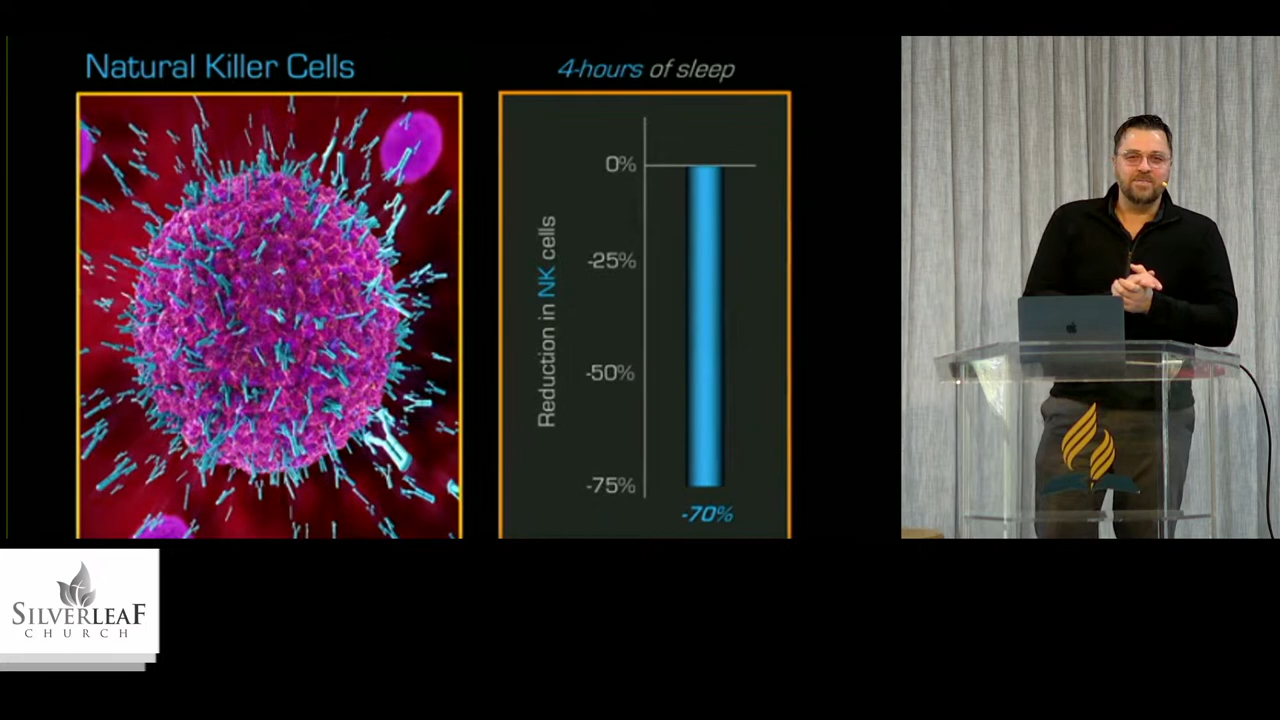 Natural Killer Cells
4-hours of sleep
Reduction in NK cells
0%
-25%
-50%
-75%
-70%
SILVERLEAF
CHURCH